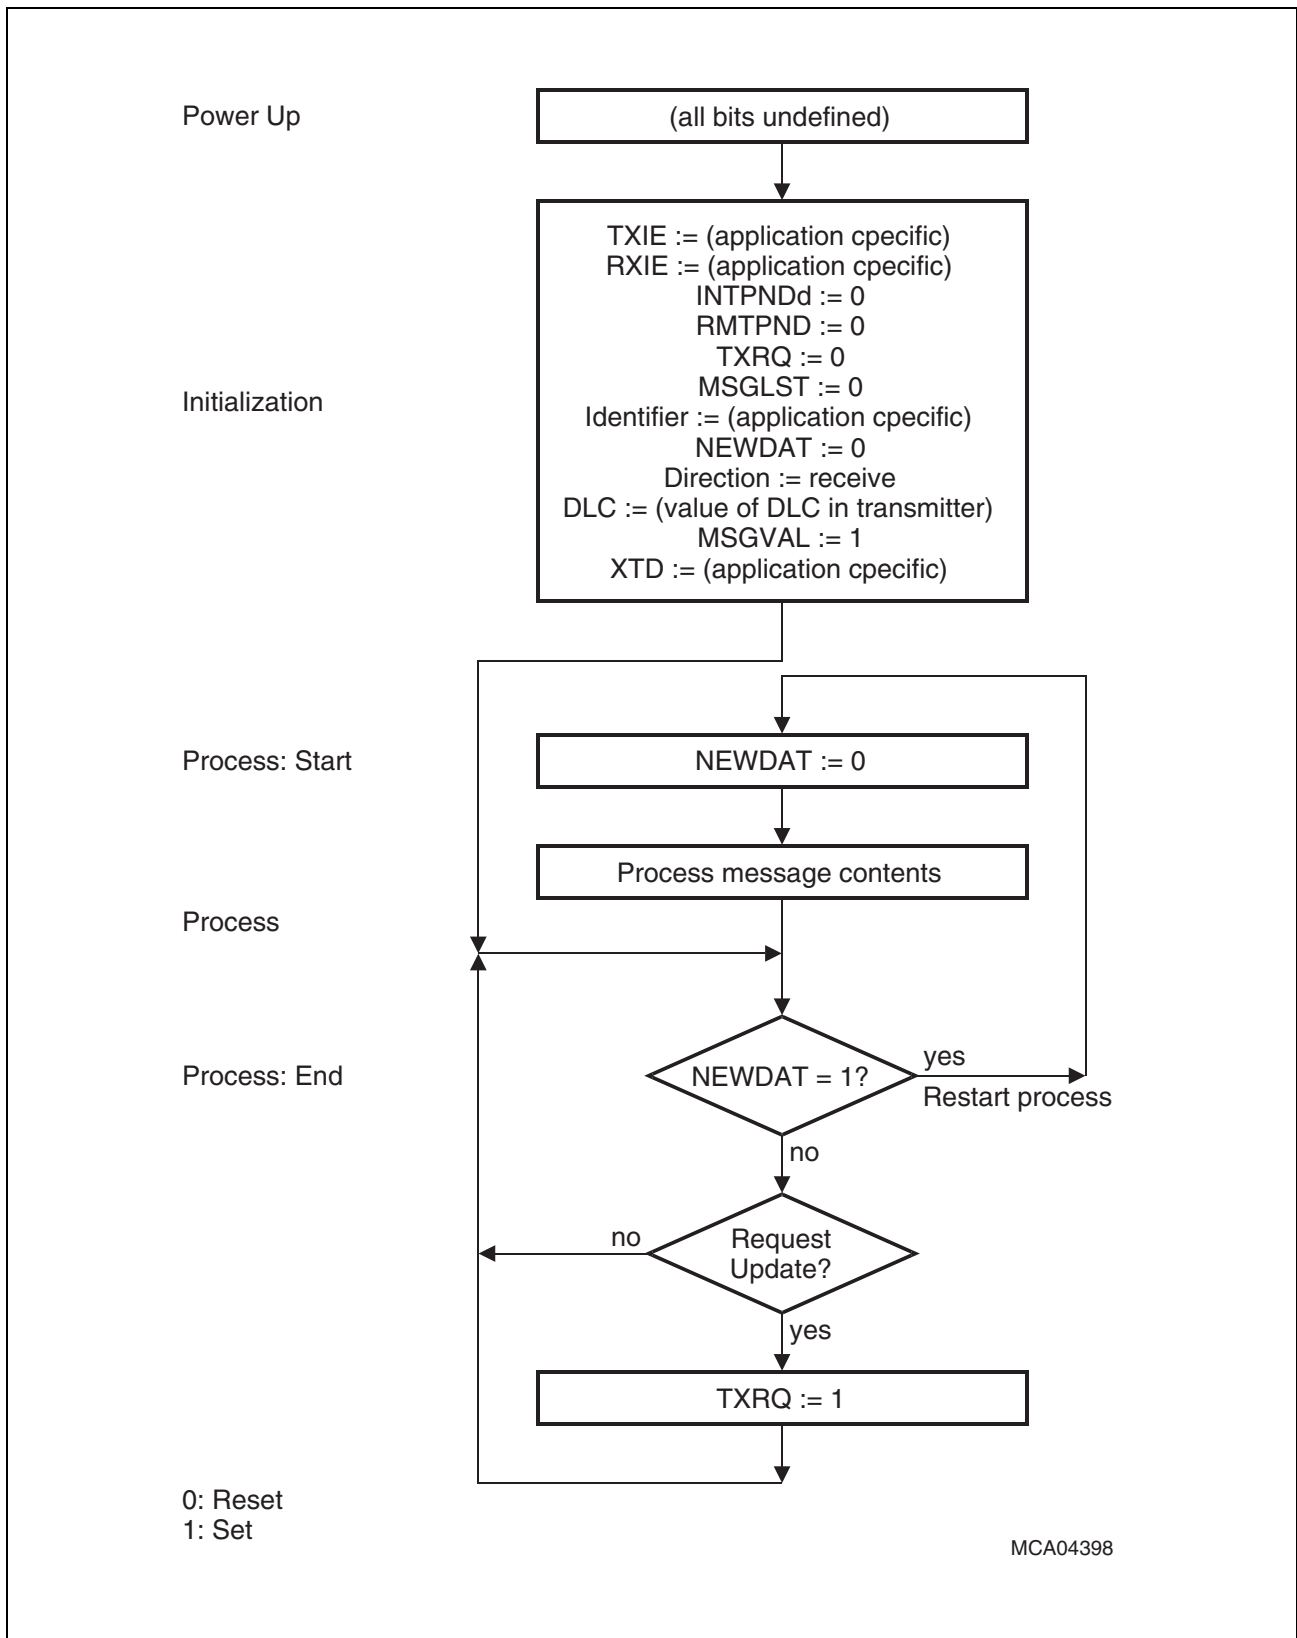 Power Up
(all bits undefined)
Initialization
TXIE := (application cpecific)
RXIE := (application cpecific)
INTPNDd := 0
RMTPND := 0
TXRQ := 0
MSGLST := 0
Identifier := (application cpecific)
NEWDAT := 0
Direction := receive
DLC := (value of DLC in transmitter)
MSGVAL := 1
XTD := (application cpecific)
Process: Start
NEWDAT := 0
Process message contents
Process
Process: End
NEWDAT = 1?
yes
Restart process
no
no
Request
Update?
yes
TXRQ := 1
0: Reset
1: Set
MCA04398